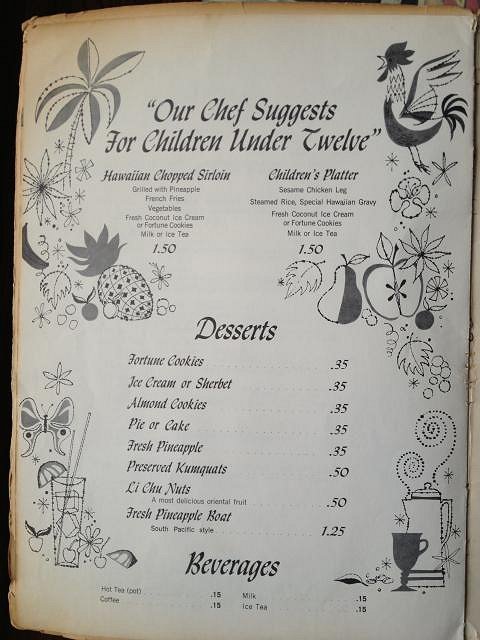 "Our Chef Suggests
For Children Under Twelve"
Hawaiian Chopped Sirloin
Grilled with Pineapple
French Fries
Vegetables
Fresh Coconut Ice Cream
or Fortune Cookies
Milk or Ice Tea
1.50
Children's Platter
Sesame Chicken Leg
Steamed Rice, Special Hawaiian Gravy
Fresh Coconut Ice Cream
or Fortune Cookies
Milk or Ice Tea
1.50
Desserts
Fortune Cookies .35
Ice Cream or Sherbet .35
Almond Cookies .35
Pie or Cake .35
Fresh Pineapple .35
Preserved Kumquats .50
Li Chu Nuts
A most delicious oriental fruit .50
Fresh Pineapple Boat
South Pacific style 1.25
Beverages
Hot Tea (pot) .15
Coffee .15
Milk .15
Ice Tea .15